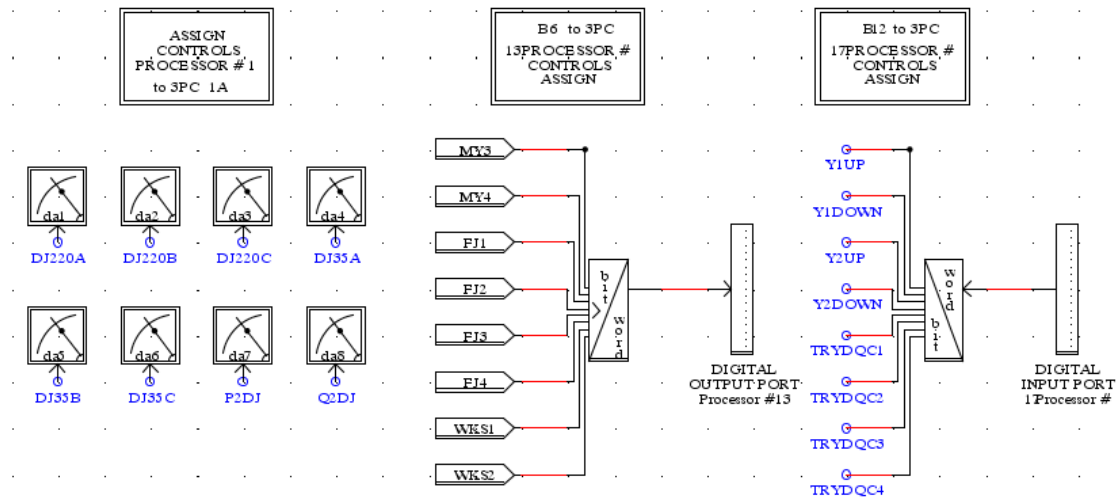 ASSIGN
CONTROLS
PROCESSOR # 1
to 3PC 1A
B6 to 3PC
13PROCESSOR #
CONTROLS
ASSIGN
B12 to 3PC
17PROCESSOR #
CONTROLS
ASSIGN
da1
da2
da3
da4
DJ220A
DJ220B
DJ220C
DJ35A
da5
da6
da7
da8
DJ35B
DJ35C
P2DJ
Q2DJ
MY3
MY4
FJ1
FJ2
FJ3
FJ4
WKS1
WKS2
bit
word
DIGITAL
OUTPUT PORT
Processor #13
Y1UP
Y1DOWN
Y2UP
Y2DOWN
TRYDQC1
TRYDQC2
TRYDQC3
TRYDQC4
word
bit
DIGITAL
INPUT PORT
17Processor #